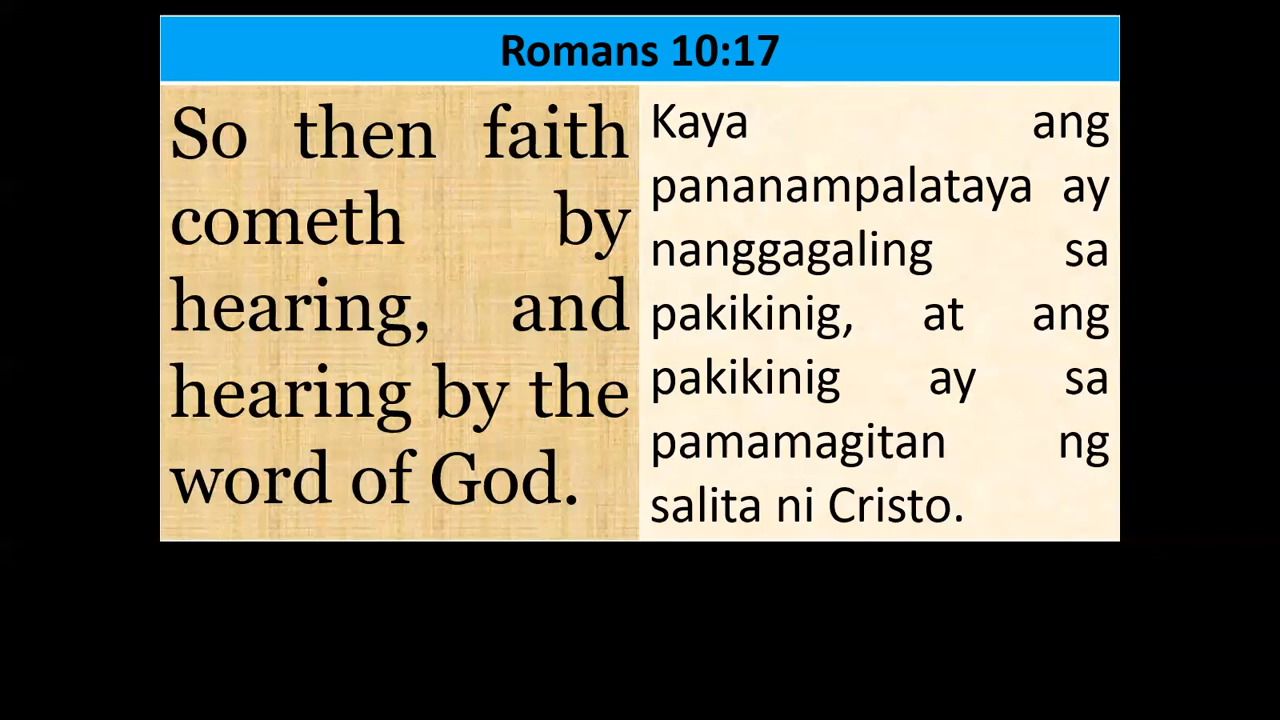 Romans 10:17
So then faith
cometh by
hearing, and
hearing by the
word of God.
Kaya ang
pananampalataya ay
nanggagaling sa
pakikinig, at ang
pakikinig ay sa
pamamagitan ng
salita ni Cristo.